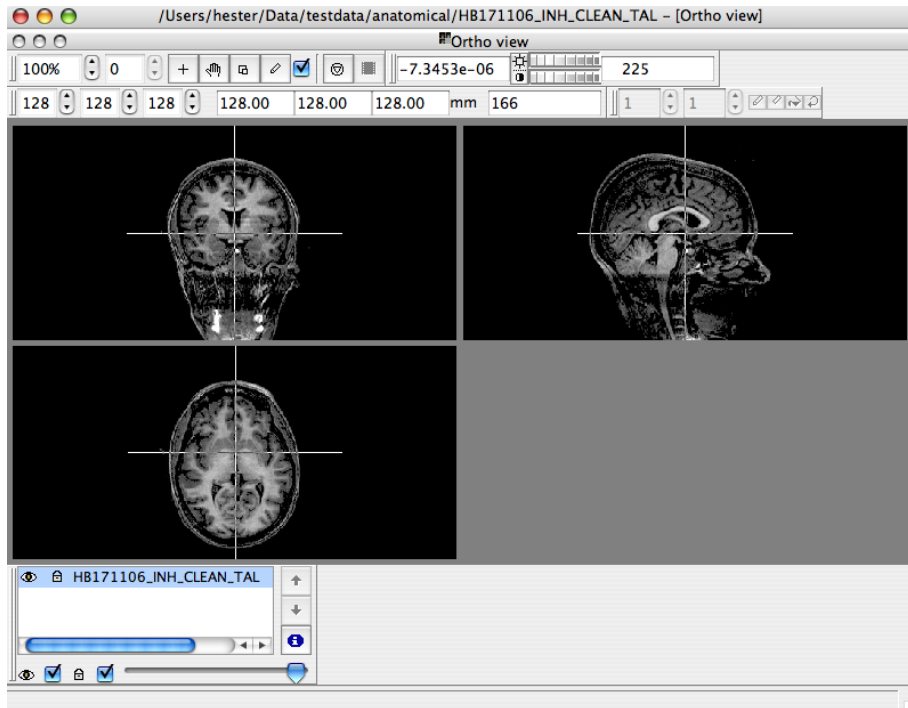 /Users/hester/Data/testdata/anatomical/HB171106_INH_CLEAN_TAL – [Ortho view]
Ortho view
100% 0 -7.3453e-06 225
128 128 128 128.00 128.00 128.00 mm 166 1 1
HB171106_INH_CLEAN_TAL